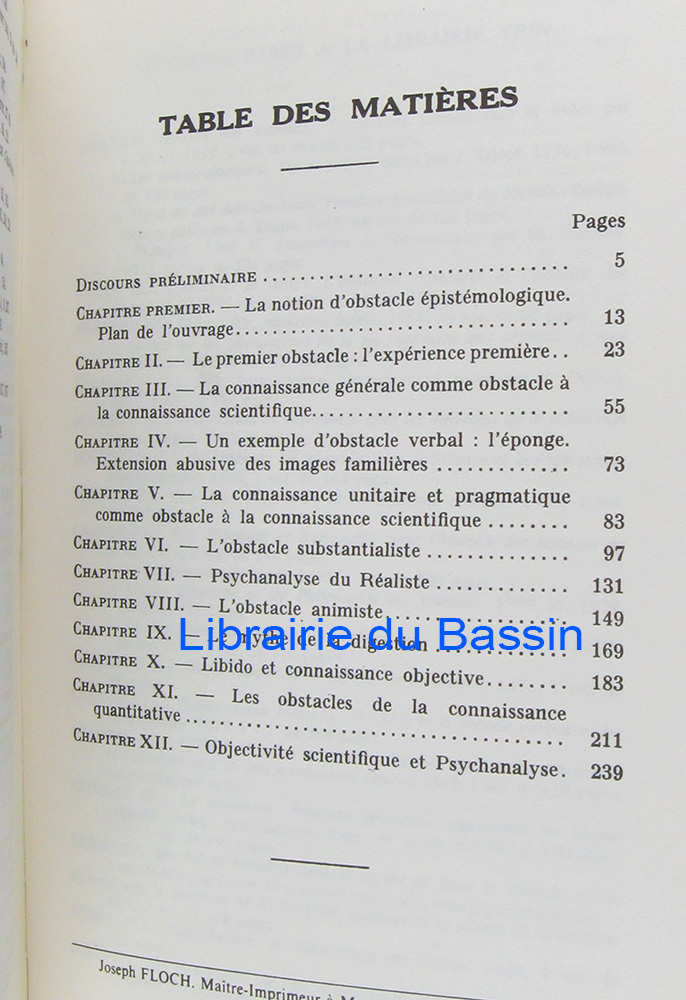 TABLE DES MATIÈRES
Pages
DISCOURS PRÉLIMINAIRE ................................ 5
CHAPITRE PREMIER. — La notion d'obstacle épistémologique.
Plan de l'ouvrage................................... 13
CHAPITRE II. — Le premier obstacle : l'expérience première.. 23
CHAPITRE III. — La connaissance générale comme obstacle à
la connaissance scientifique........................... 55
CHAPITRE IV. — Un exemple d'obstacle verbal : l'éponge.
Extension abusive des images familières ............. 73
CHAPITRE V. — La connaissance unitaire et pragmatique
comme obstacle à la connaissance scientifique ........ 83
CHAPITRE VI. — L'obstacle substantialiste .............. 97
CHAPITRE VII. — Psychanalyse du Réaliste ............. 131
CHAPITRE VIII. — L'obstacle animiste................... 149
CHAPITRE IX. — Le mythe de la digestion .............. 169
Librairie du Bassin
CHAPITRE X. — Libido et connaissance objective........ 183
CHAPITRE XI. — Les obstacles de la connaissance
quantitative ....................................... 211
CHAPITRE XII. — Objectivité scientifique et Psychanalyse. 239
Joseph FLOCH, Maître-Imprimeur à